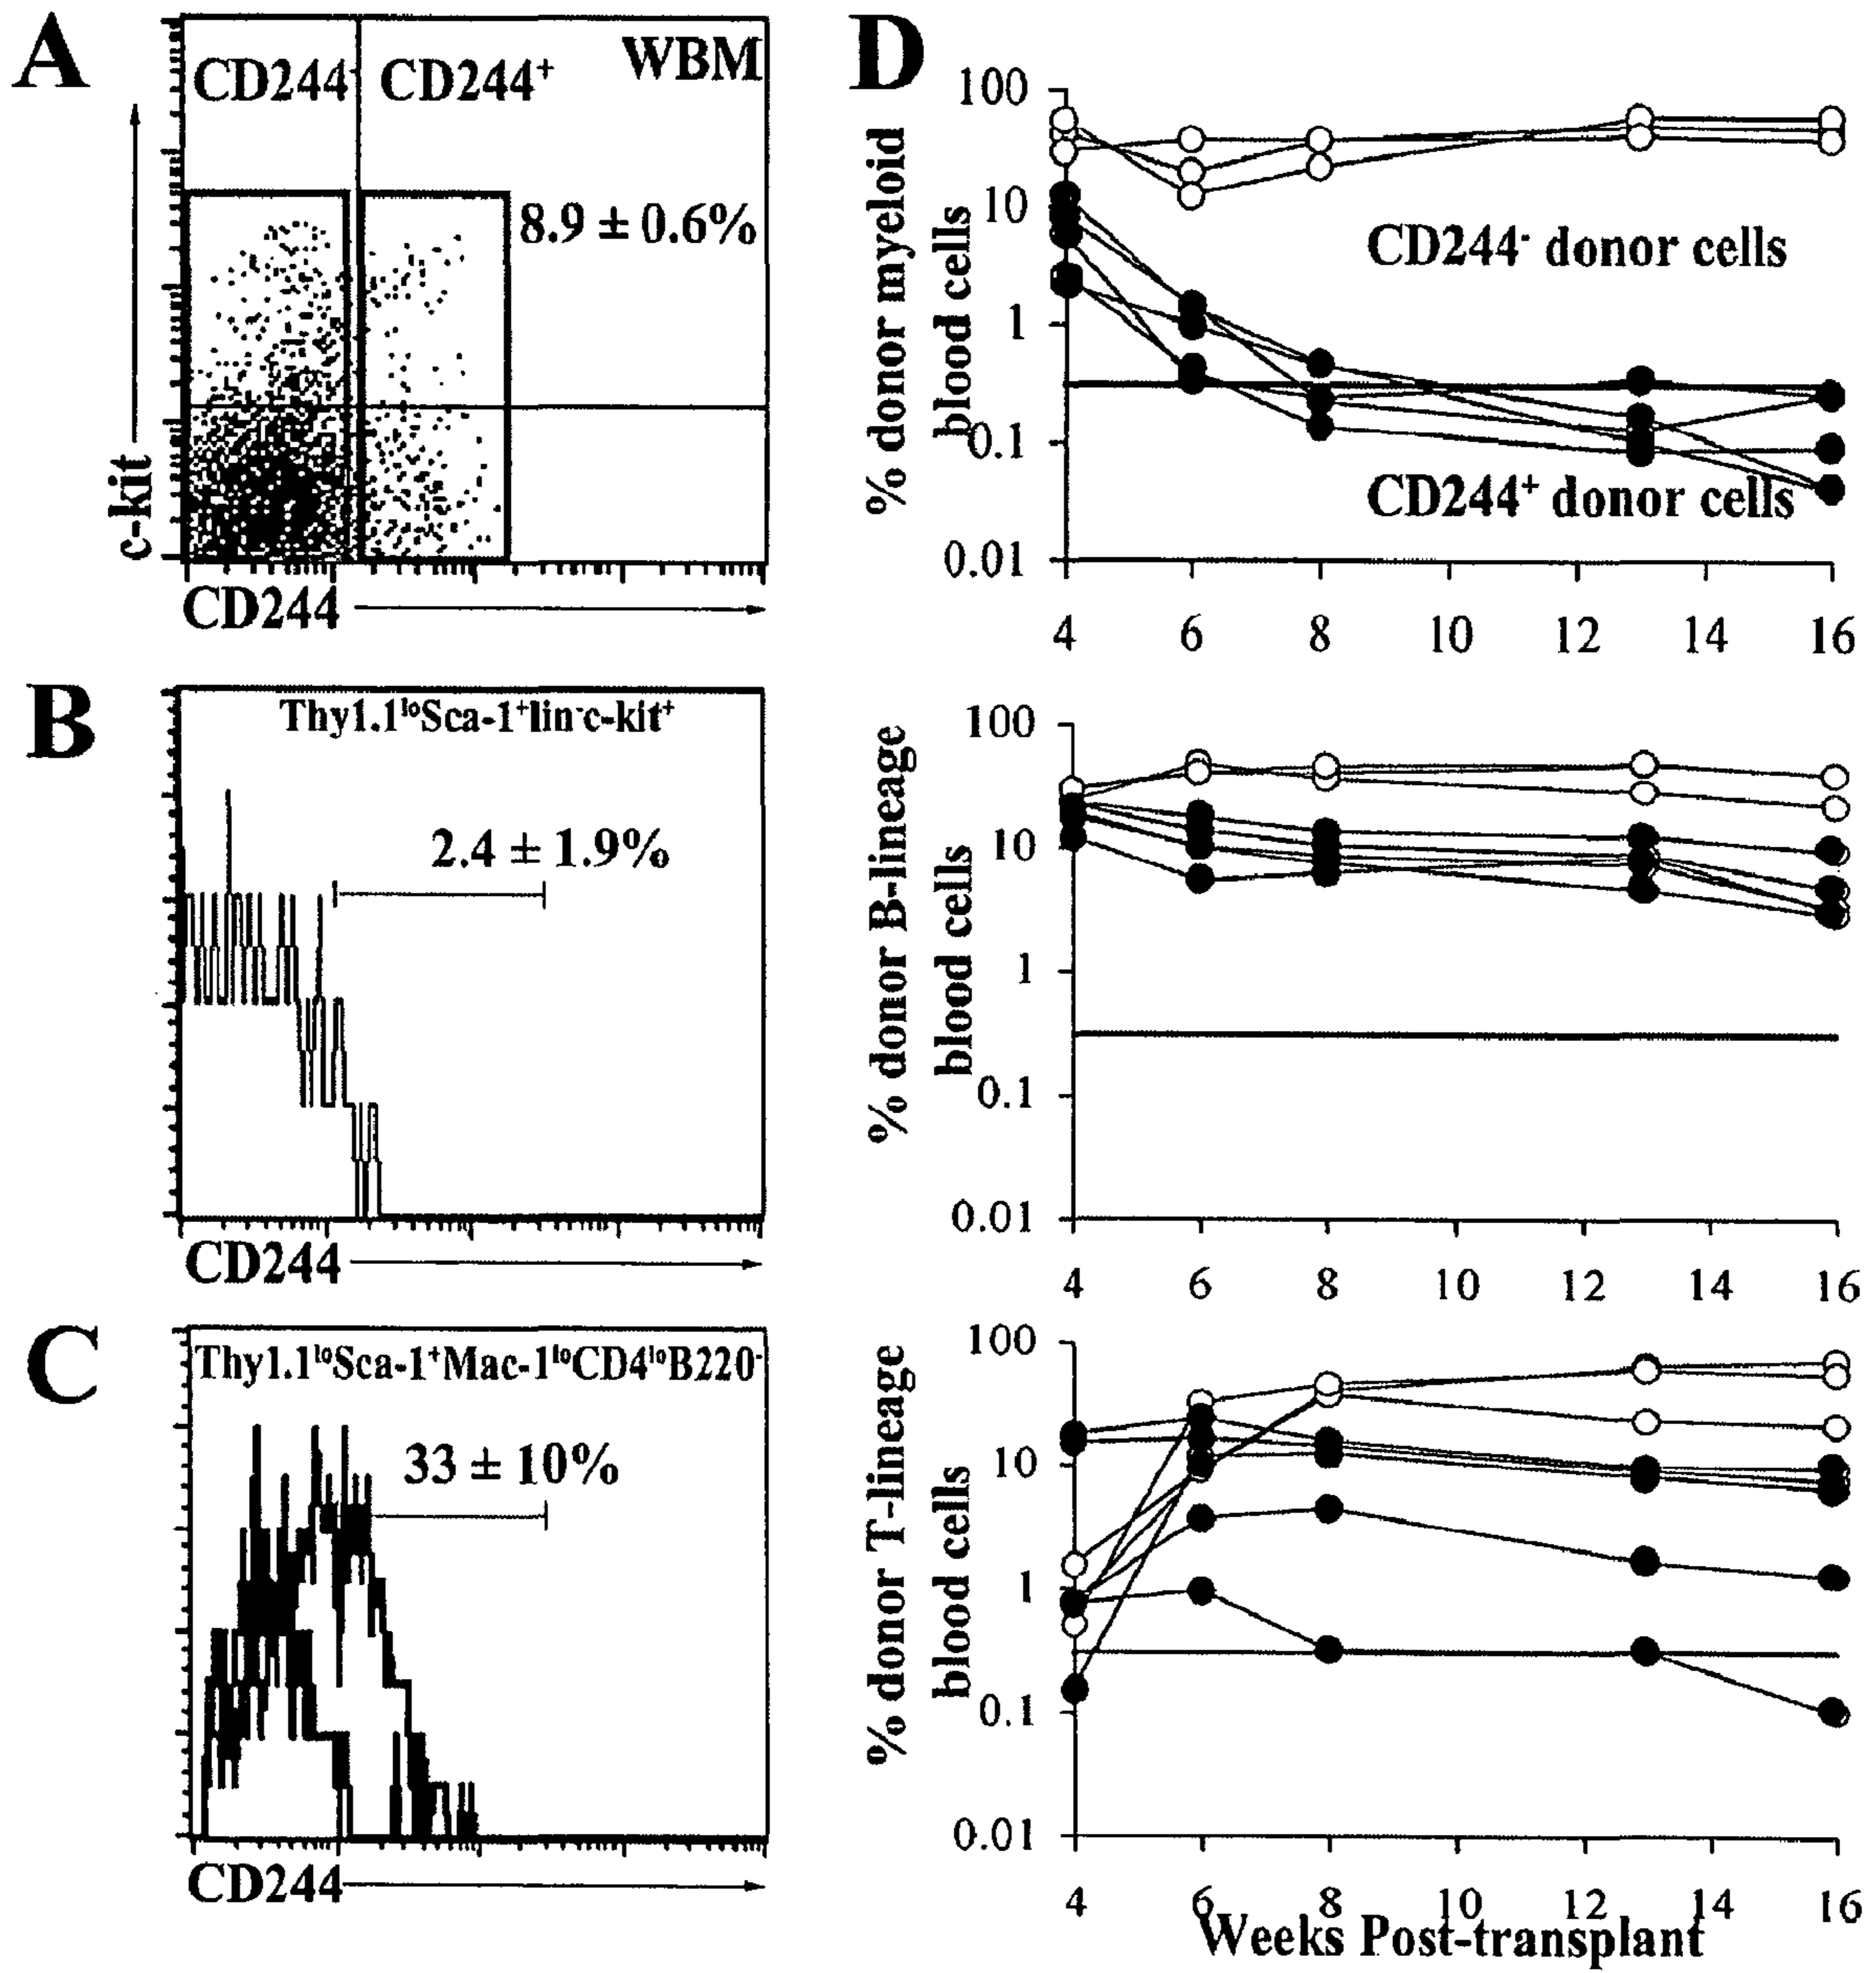 A
CD244⁻ CD244⁺ WBM
8.9 ± 0.6%
c-kit
CD244
B
Thy1.1ˡᵒSca-1⁺lin⁻c-kit⁺
2.4 ± 1.9%
CD244
C
Thy1.1ˡᵒSca-1⁺Mac-1ˡᵒCD4ˡᵒB220⁻
33 ± 10%
CD244
D
% donor myeloid
blood cells
100
10
1
0.1
0.01
CD244⁻ donor cells
CD244⁺ donor cells
4 6 8 10 12 14 16
% donor B-lineage
blood cells
100
10
1
0.1
0.01
4 6 8 10 12 14 16
% donor T-lineage
blood cells
100
10
1
0.1
0.01
4 6 8 10 12 14 16
Weeks Post-transplant